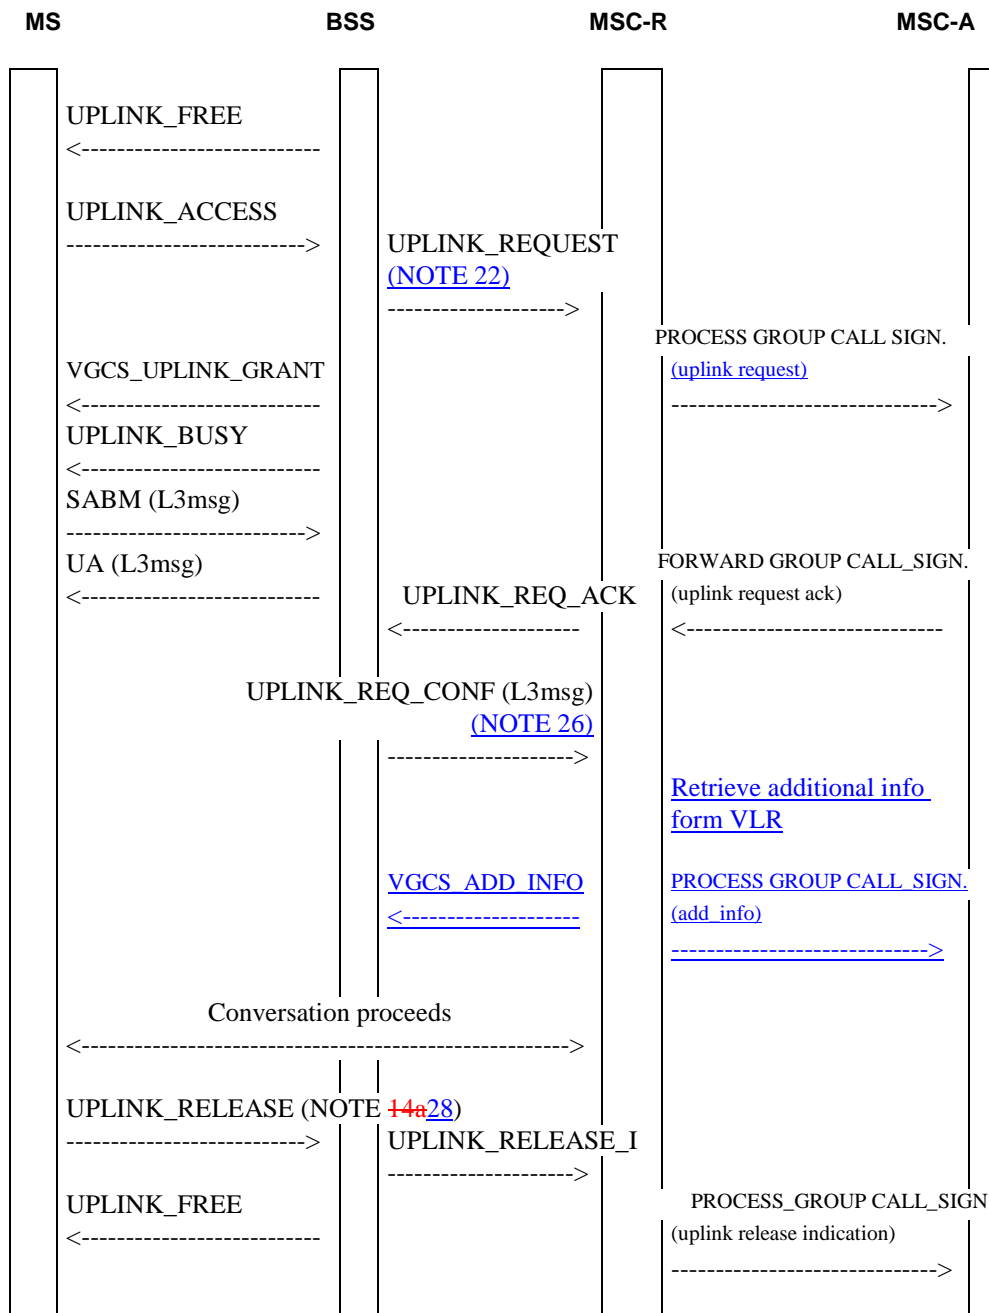 MS BSS MSC-R MSC-A
UPLINK_FREE
<---------------------------
UPLINK_ACCESS
--------------------------->
UPLINK_REQUEST
(NOTE 22)
-------------------->
PROCESS GROUP CALL SIGN.
(uplink request)
------------------------------>
VGCS_UPLINK_GRANT
<---------------------------
UPLINK_BUSY
<---------------------------
SABM (L3msg)
--------------------------->
UA (L3msg)
<---------------------------
FORWARD GROUP CALL_SIGN.
(uplink request ack)
<-----------------------------
UPLINK_REQ_ACK
<--------------------
UPLINK_REQ_CONF (L3msg)
(NOTE 26)
--------------------->
Retrieve additional info
form VLR
VGCS_ADD_INFO
<--------------------
PROCESS GROUP CALL_SIGN.
(add_info)
----------------------------->
Conversation proceeds
<------------------------------------------------------->
UPLINK_RELEASE (NOTE 14a28)
--------------------------->
UPLINK_RELEASE_I
--------------------->
UPLINK_FREE
<---------------------------
PROCESS_GROUP CALL_SIGN
(uplink release indication)
------------------------------>